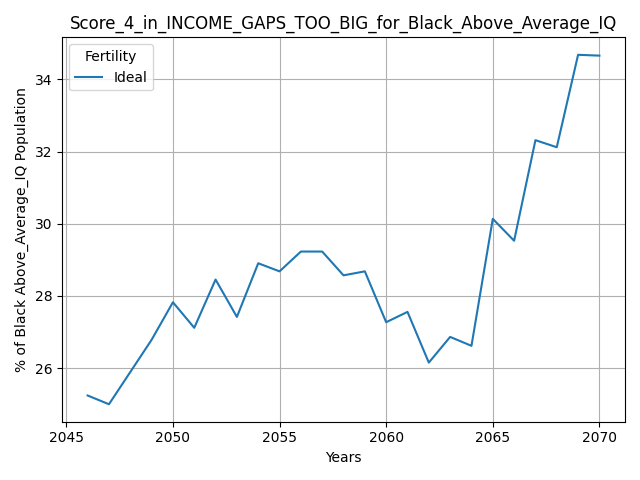 Score_4_in_INCOME_GAPS_TOO_BIG_for_Black_Above_Average_IQ
Fertility
Ideal
% of Black Above_Average_IQ Population
34
32
30
28
26
2045 2050 2055 2060 2065 2070
Years